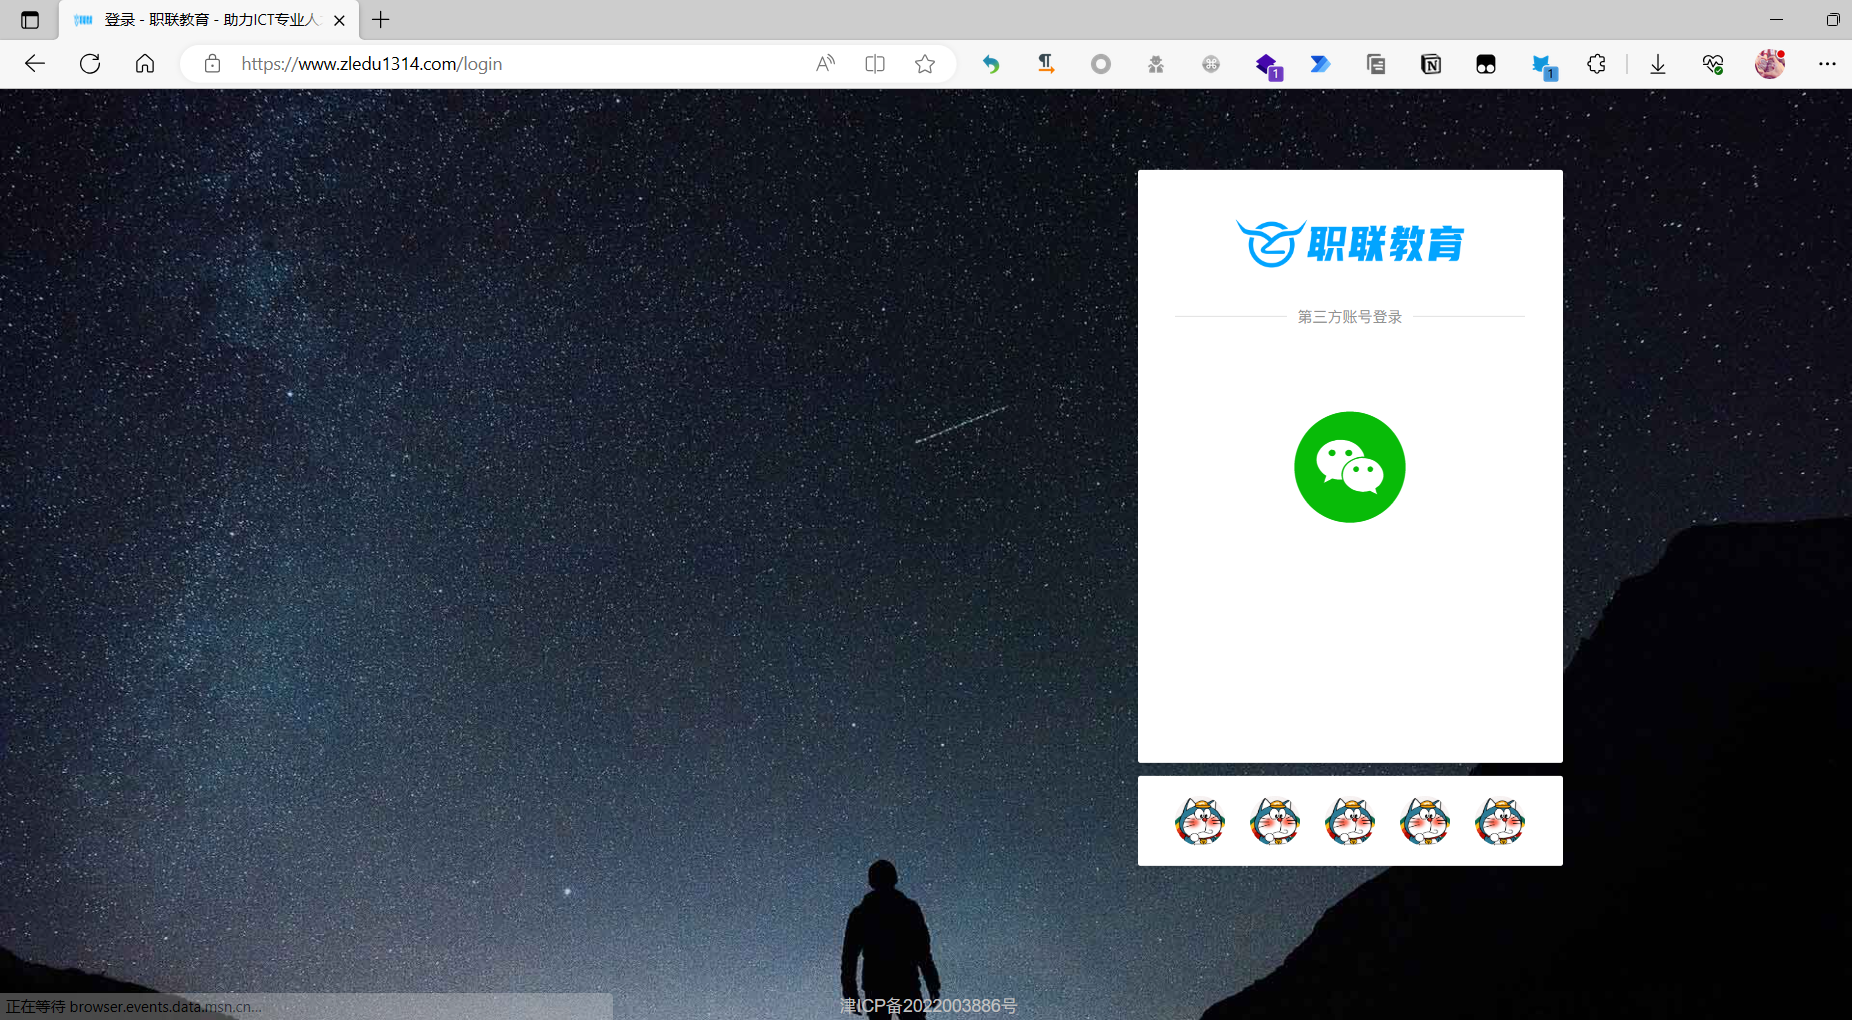 登录 - 职联教育 - 助力ICT专业人
https://www.zledu1314.com/login
1
1
职联教育
第三方账号登录
正在等待 browser.events.data.msn.cn...
津ICP备2022003886号